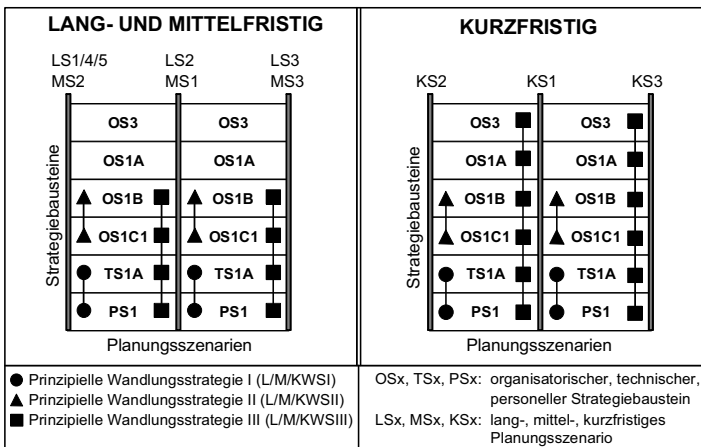 LANG- UND MITTELFRISTIG
LS1/4/5 LS2 LS3
MS2 MS1 MS3
Strategiebausteine
OS3 OS3
OS1A OS1A
OS1B OS1B
OS1C1 OS1C1
TS1A TS1A
PS1 PS1
Planungsszenarien
KURZFRISTIG
KS2 KS1 KS3
Strategiebausteine
OS3 OS3
OS1A OS1A
OS1B OS1B
OS1C1 OS1C1
TS1A TS1A
PS1 PS1
Planungsszenarien
Prinzipielle Wandlungsstrategie I (L/M/KWSI)
Prinzipielle Wandlungsstrategie II (L/M/KWSII)
Prinzipielle Wandlungsstrategie III (L/M/KWSIII)
OSx, TSx, PSx: organisatorischer, technischer,
personeller Strategiebaustein
LSx, MSx, KSx: lang-, mittel-, kurzfristiges
Planungsszenario